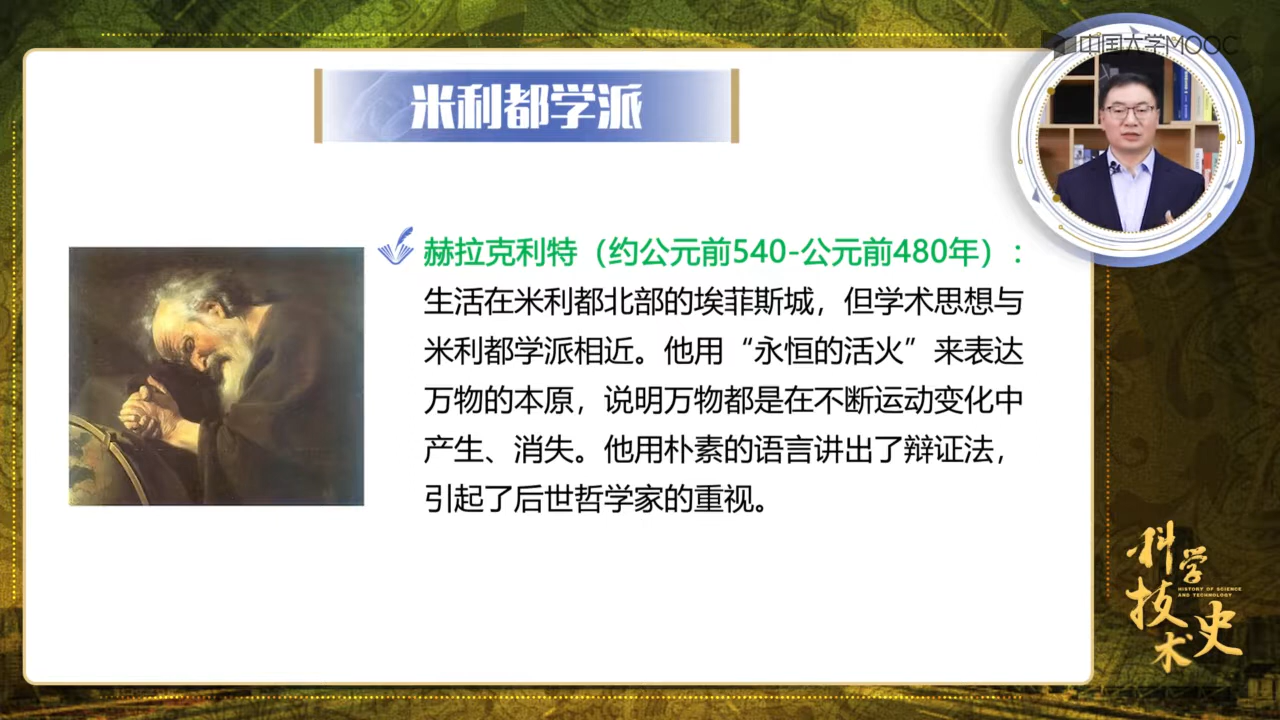 中国大学MOOC
米利都学派
赫拉克利特（约公元前540-公元前480年）：
生活在米利都北部的埃菲斯城，但学术思想与
米利都学派相近。他用“永恒的活火”来表达
万物的本原，说明万物都是在不断运动变化中
产生、消失。他用朴素的语言讲出了辩证法，
引起了后世哲学家的重视。
科学
技术史
HISTORY OF SCIENCE
AND TECHNOLOGY